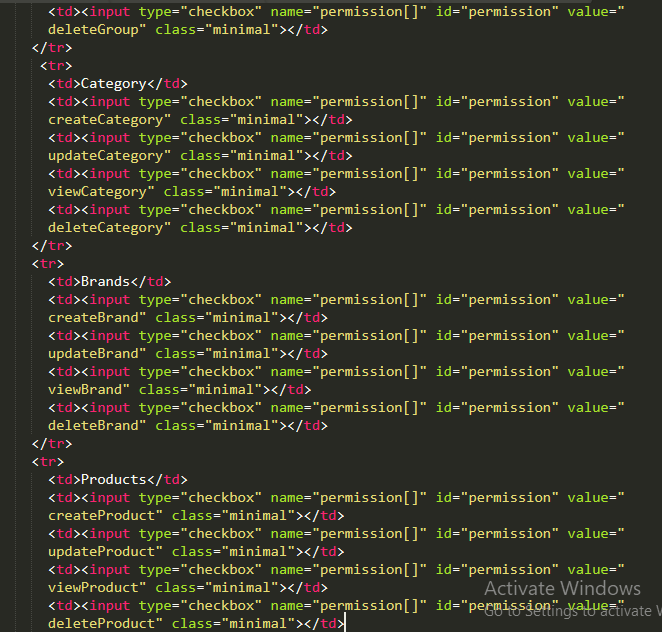 <td><input type="checkbox" name="permission[]" id="permission" value="
deleteGroup" class="minimal"></td>
</tr>
<tr>
<td>Category</td>
<td><input type="checkbox" name="permission[]" id="permission" value="
createCategory" class="minimal"></td>
<td><input type="checkbox" name="permission[]" id="permission" value="
updateCategory" class="minimal"></td>
<td><input type="checkbox" name="permission[]" id="permission" value="
viewCategory" class="minimal"></td>
<td><input type="checkbox" name="permission[]" id="permission" value="
deleteCategory" class="minimal"></td>
</tr>
<tr>
<td>Brands</td>
<td><input type="checkbox" name="permission[]" id="permission" value="
createBrand" class="minimal"></td>
<td><input type="checkbox" name="permission[]" id="permission" value="
updateBrand" class="minimal"></td>
<td><input type="checkbox" name="permission[]" id="permission" value="
viewBrand" class="minimal"></td>
<td><input type="checkbox" name="permission[]" id="permission" value="
deleteBrand" class="minimal"></td>
</tr>
<tr>
<td>Products</td>
<td><input type="checkbox" name="permission[]" id="permission" value="
createProduct" class="minimal"></td>
<td><input type="checkbox" name="permission[]" id="permission" value="
updateProduct" class="minimal"></td>
<td><input type="checkbox" name="permission[]" id="permission" value="
viewProduct" class="minimal"></td>
<td><input type="checkbox" name="permission[]" id="permission" value="
deleteProduct" class="minimal"></td>
Activate Windows
Go to Settings to activate W